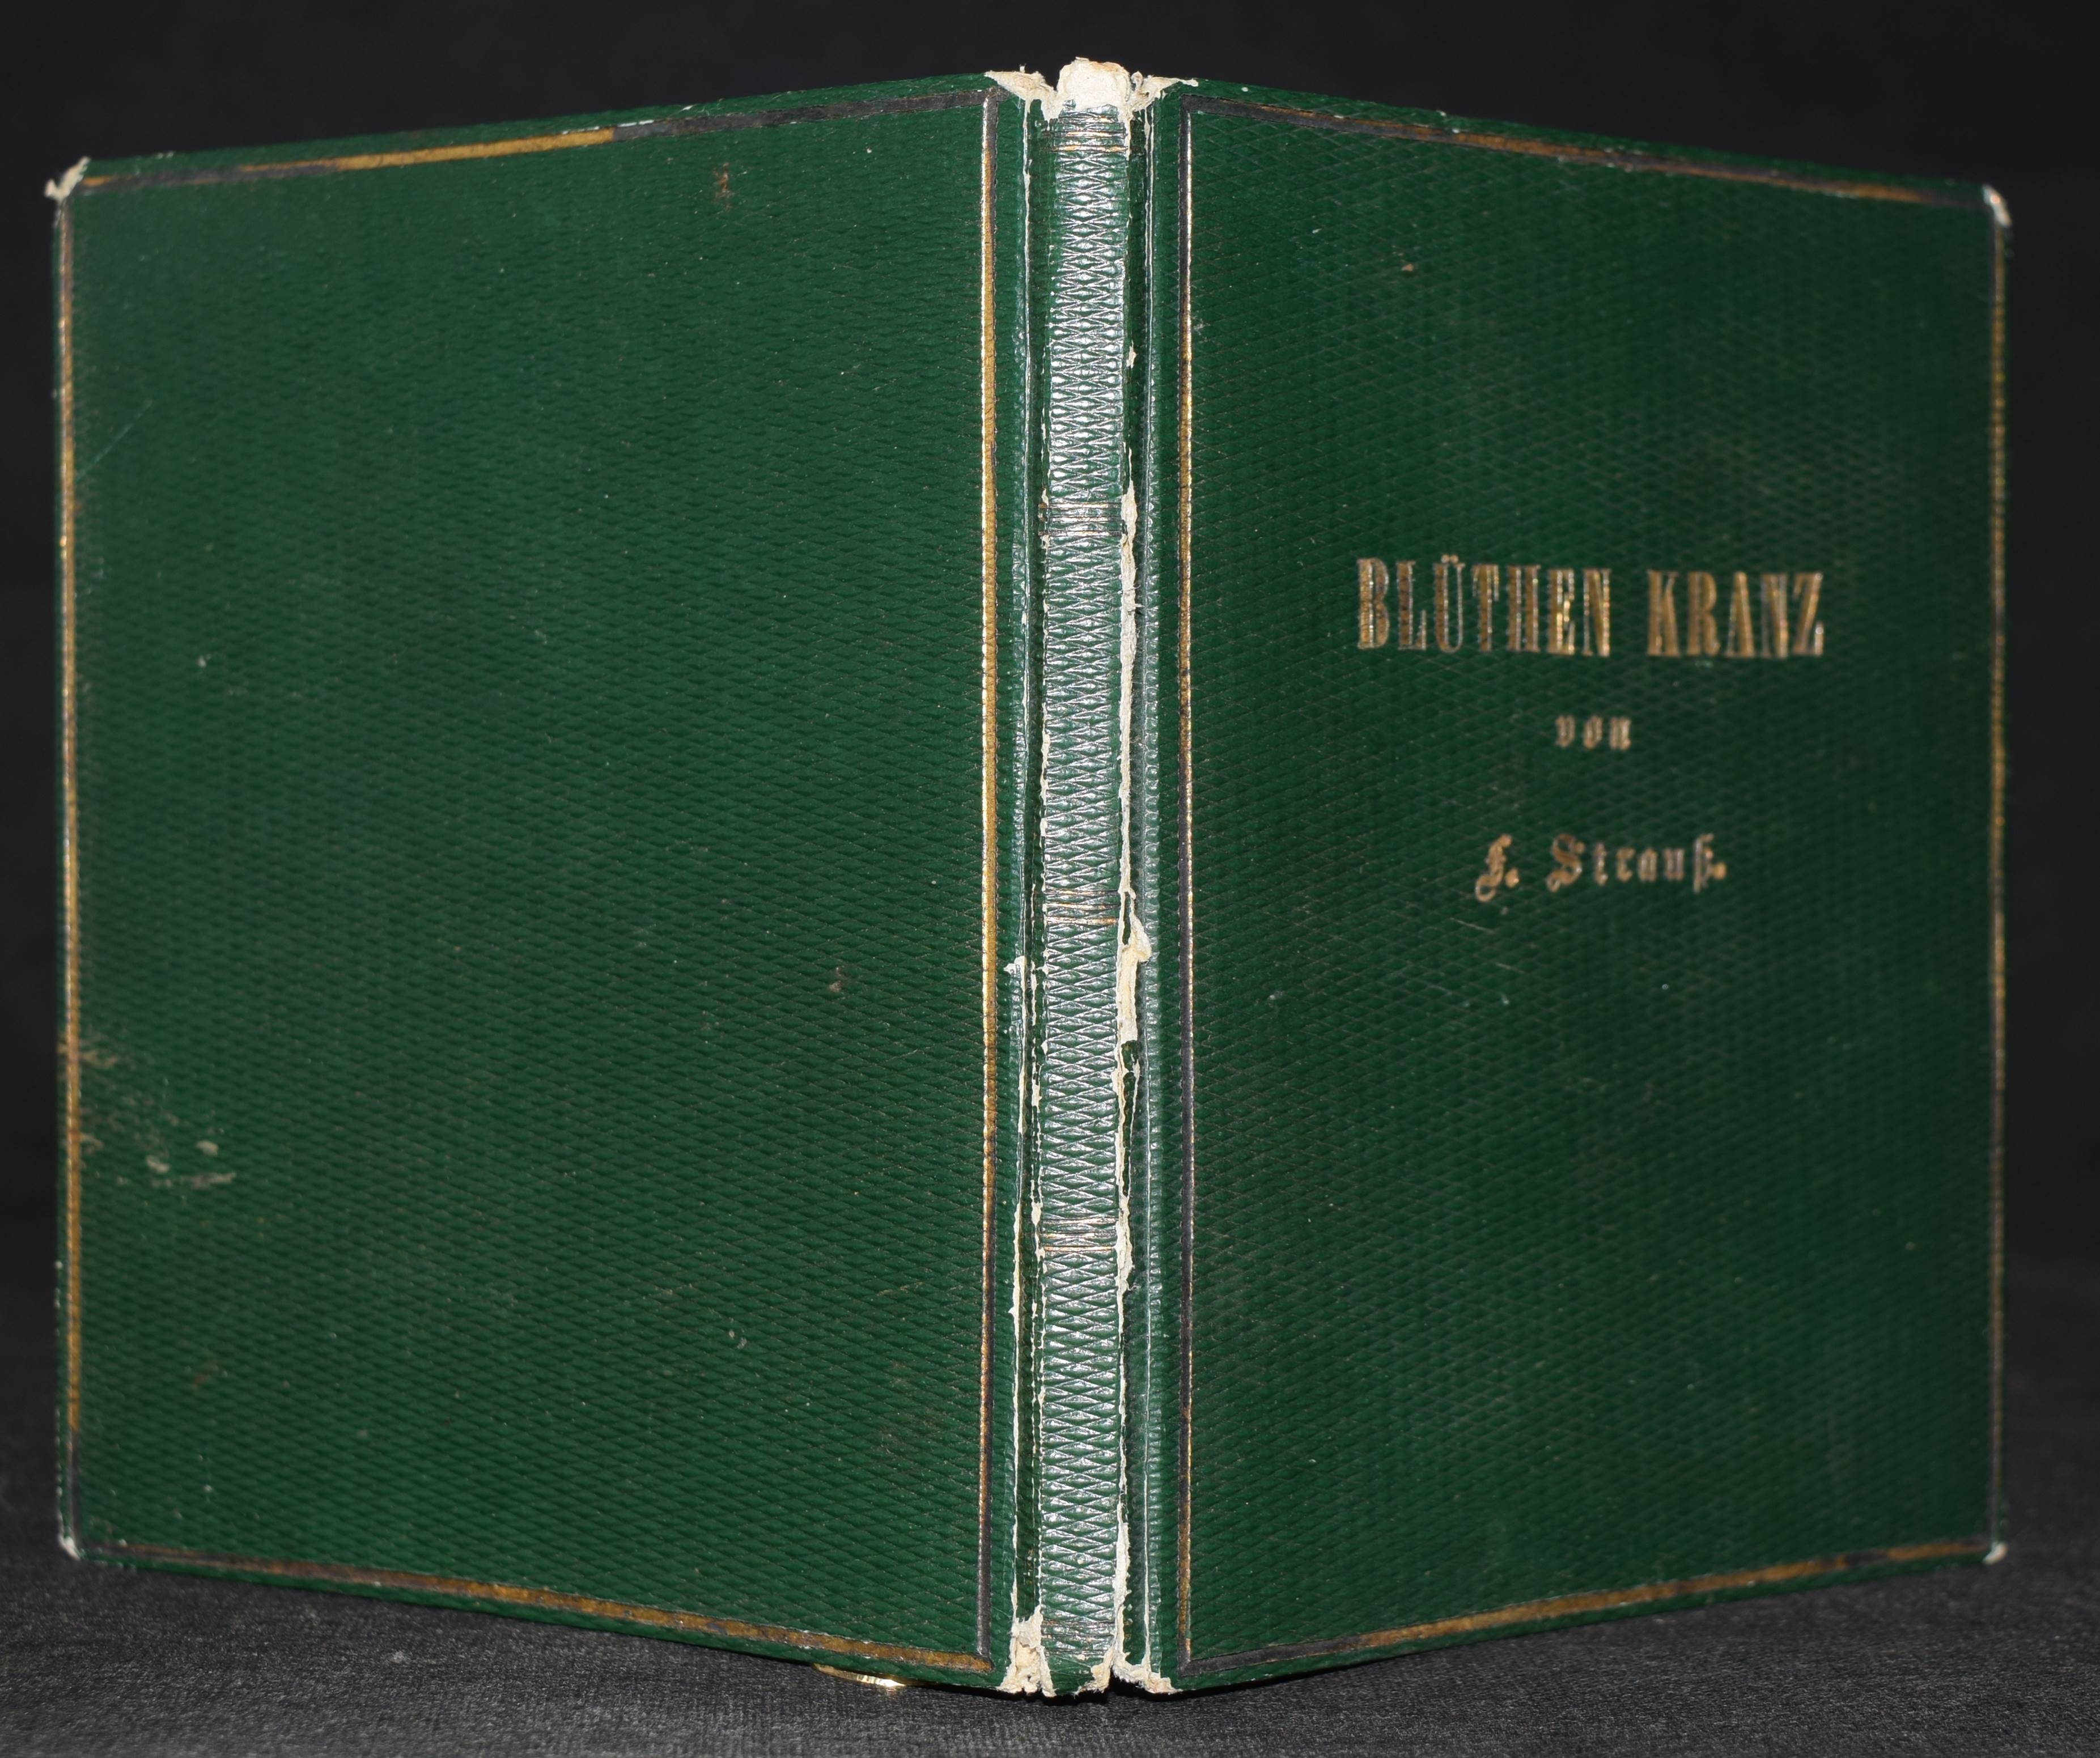 BLÜTHEN KRANZ
von
F. Strauß.